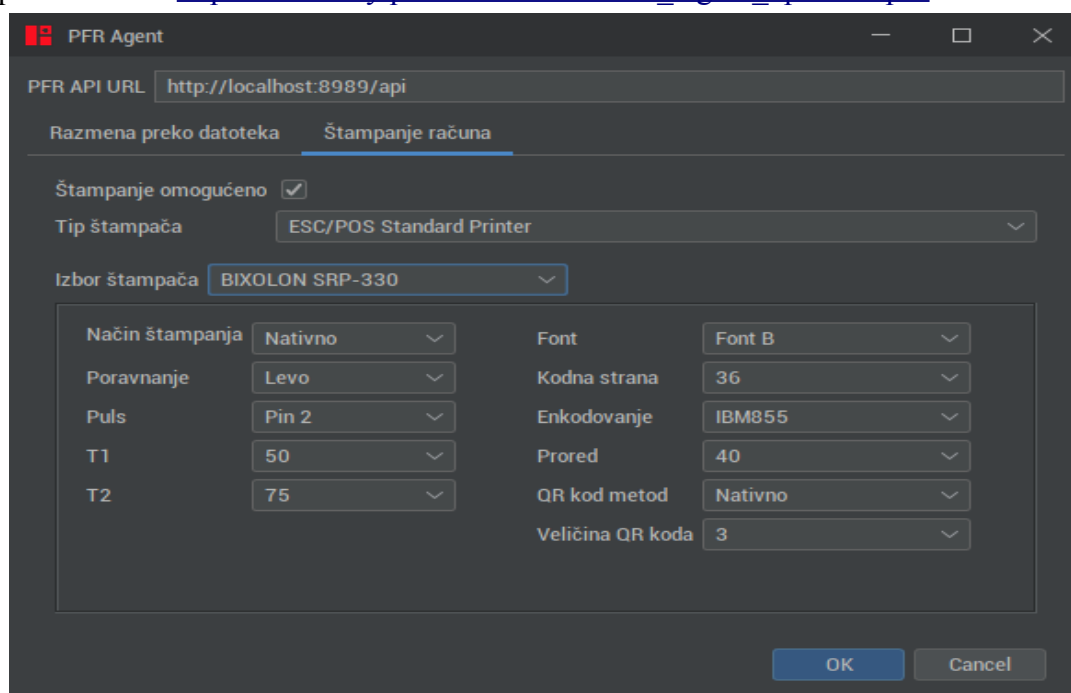 PFR Agent
PFR API URL http://localhost:8989/api
Razmena preko datoteka Štampanje računa
Štampanje omogućeno
Tip štampača ESC/POS Standard Printer
Izbor štampača BIXOLON SRP-330
Način štampanja Nativno Font Font B
Poravnanje Levo Kodna strana 36
Puls Pin 2 Enkodovanje IBM855
T1 50 Prored 40
T2 75 QR kod metod Nativno
Veličina QR koda 3
OK Cancel